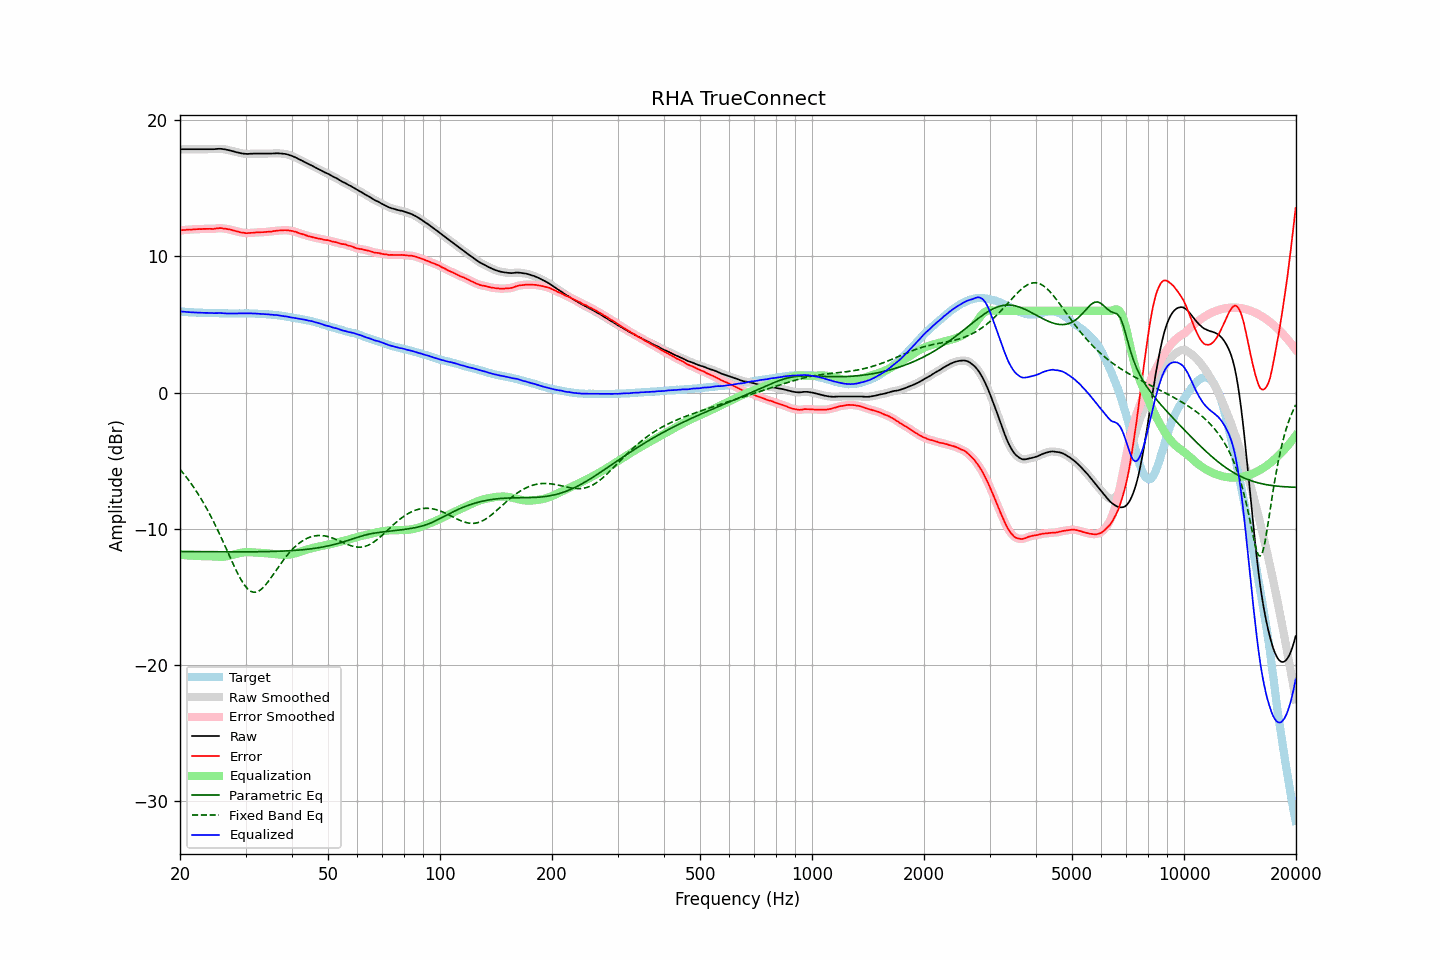 RHA TrueConnect
Amplitude (dBr)
20
10
0
−10
−20
−30
Target
Raw Smoothed
Error Smoothed
Raw
Error
Equalization
Parametric Eq
Fixed Band Eq
Equalized
20 50 100 200 500 1000 2000 5000 10000 20000
Frequency (Hz)